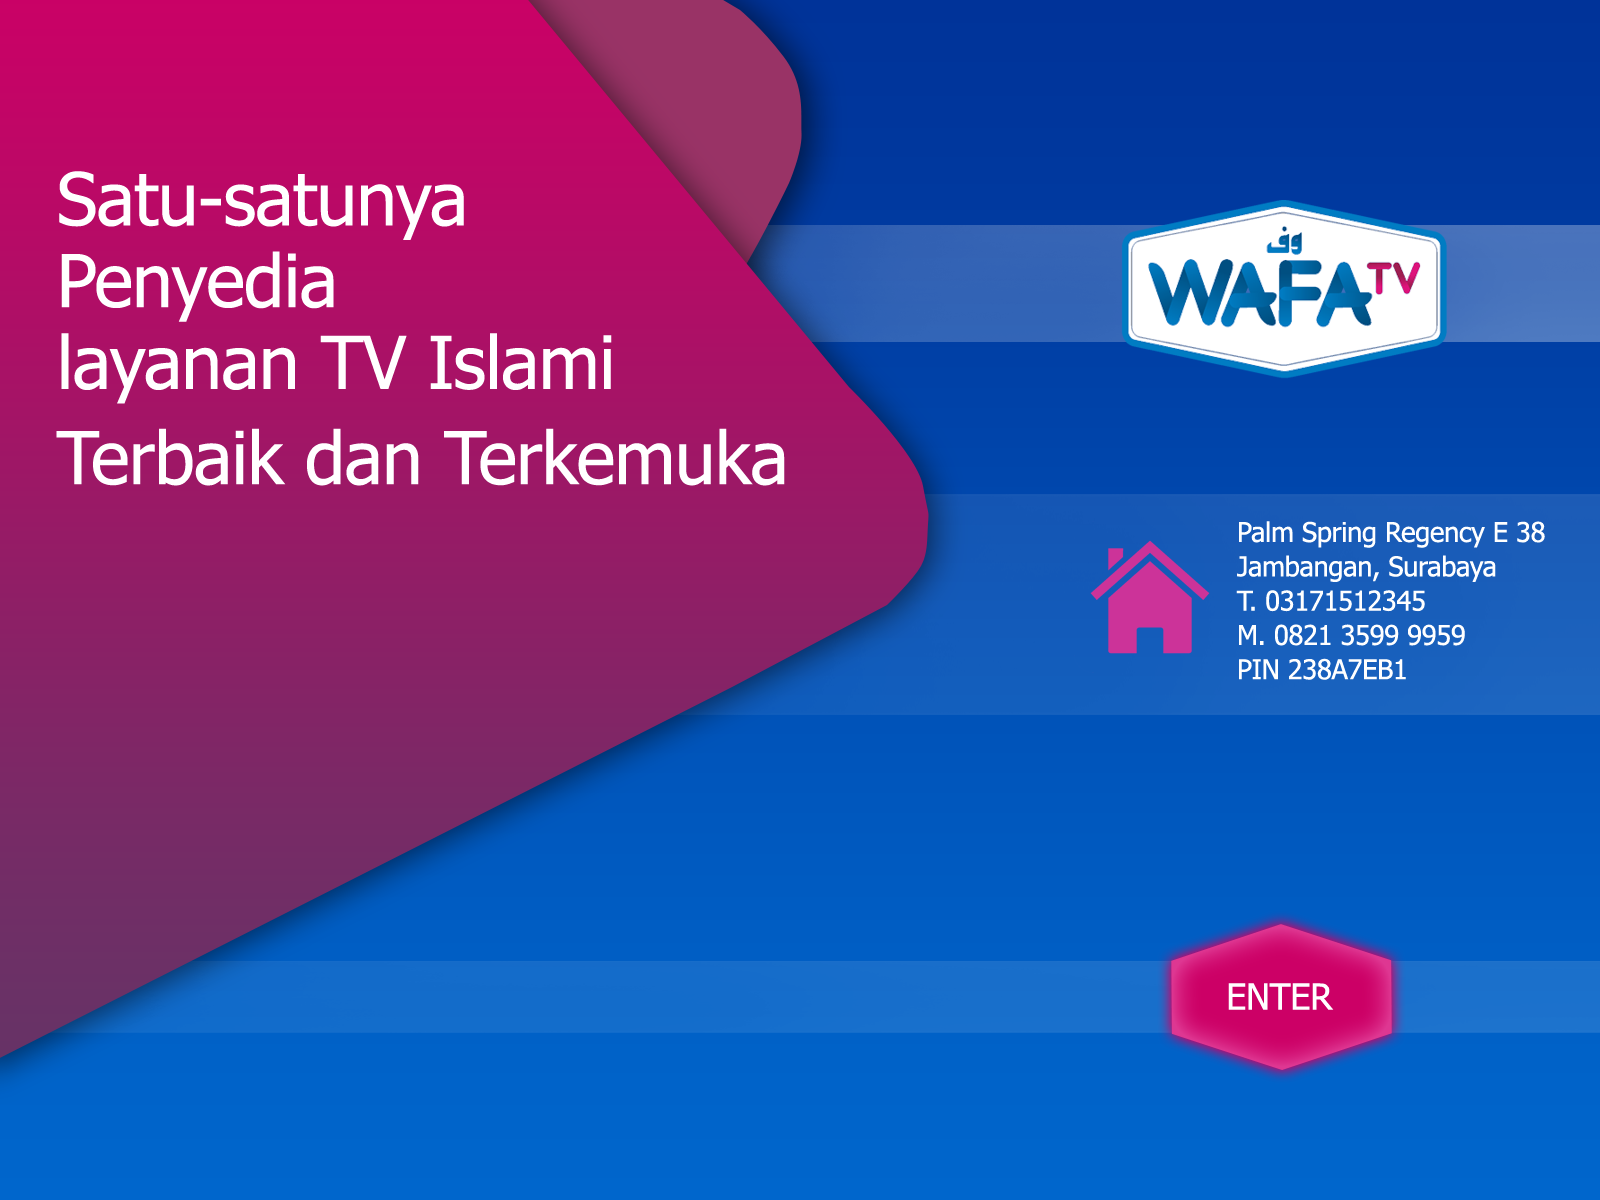 Satu-satunya
Penyedia
layanan TV Islami
Terbaik dan Terkemuka
وف
WAFA TV
Palm Spring Regency E 38
Jambangan, Surabaya
T. 03171512345
M. 0821 3599 9959
PIN 238A7EB1
ENTER